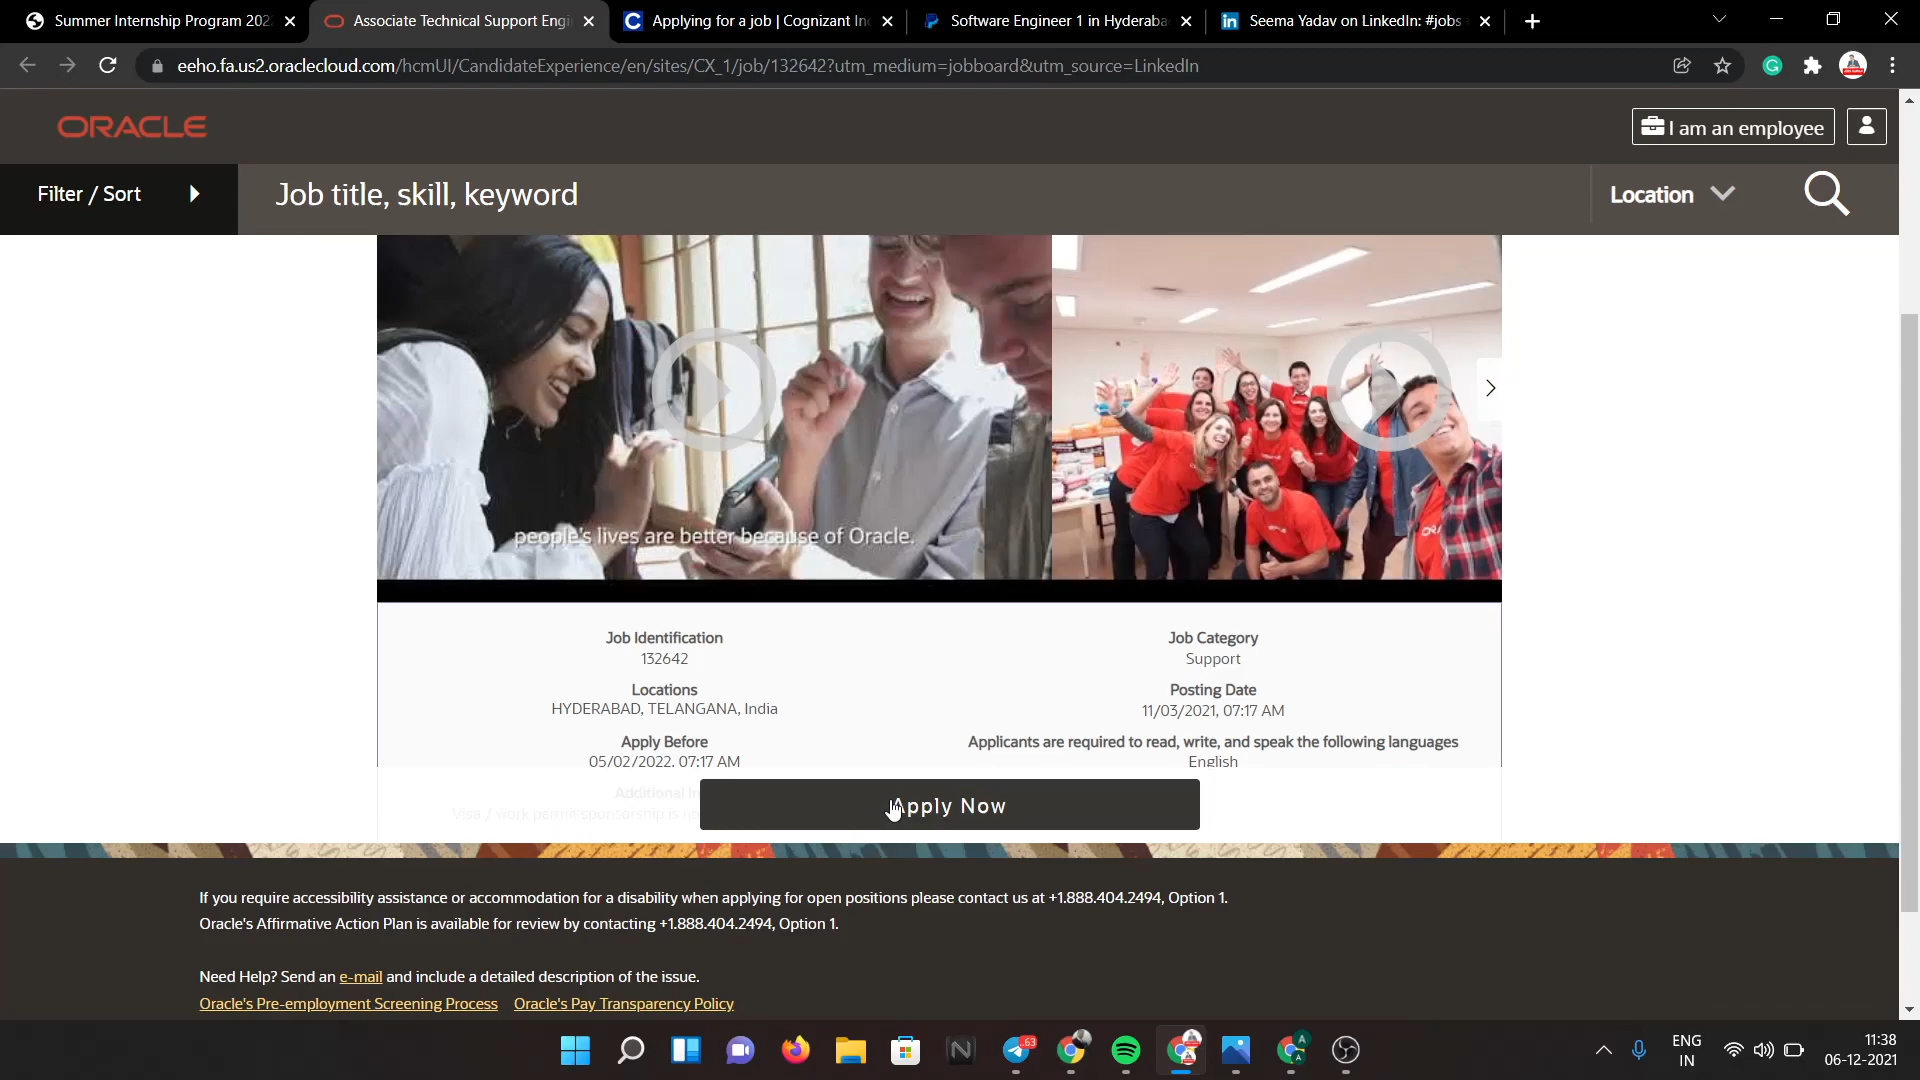 Summer Internship Program 202
Associate Technical Support Engi
Applying for a job | Cognizant In
Software Engineer 1 in Hyderaba
Seema Yadav on LinkedIn: #jobs
eeho.fa.us2.oraclecloud.com/hcmUI/CandidateExperience/en/sites/CX_1/job/132642?utm_medium=jobboard&utm_source=LinkedIn
ORACLE
I am an employee
Filter / Sort
Job title, skill, keyword
Location
people's lives are better because of Oracle.
Job Identification
132642
Job Category
Support
Locations
HYDERABAD, TELANGANA, India
Posting Date
11/03/2021, 07:17 AM
Apply Before
05/02/2022, 07:17 AM
Applicants are required to read, write, and speak the following languages
English
Additional In
Visa / work permit sponsorship is
Apply Now
If you require accessibility assistance or accommodation for a disability when applying for open positions please contact us at +1.888.404.2494, Option 1.
Oracle's Affirmative Action Plan is available for review by contacting +1.888.404.2494, Option 1.
Need Help? Send an e-mail and include a detailed description of the issue.
Oracle's Pre-employment Screening Process Oracle's Pay Transparency Policy
63
ENG
IN
11:38
06-12-2021